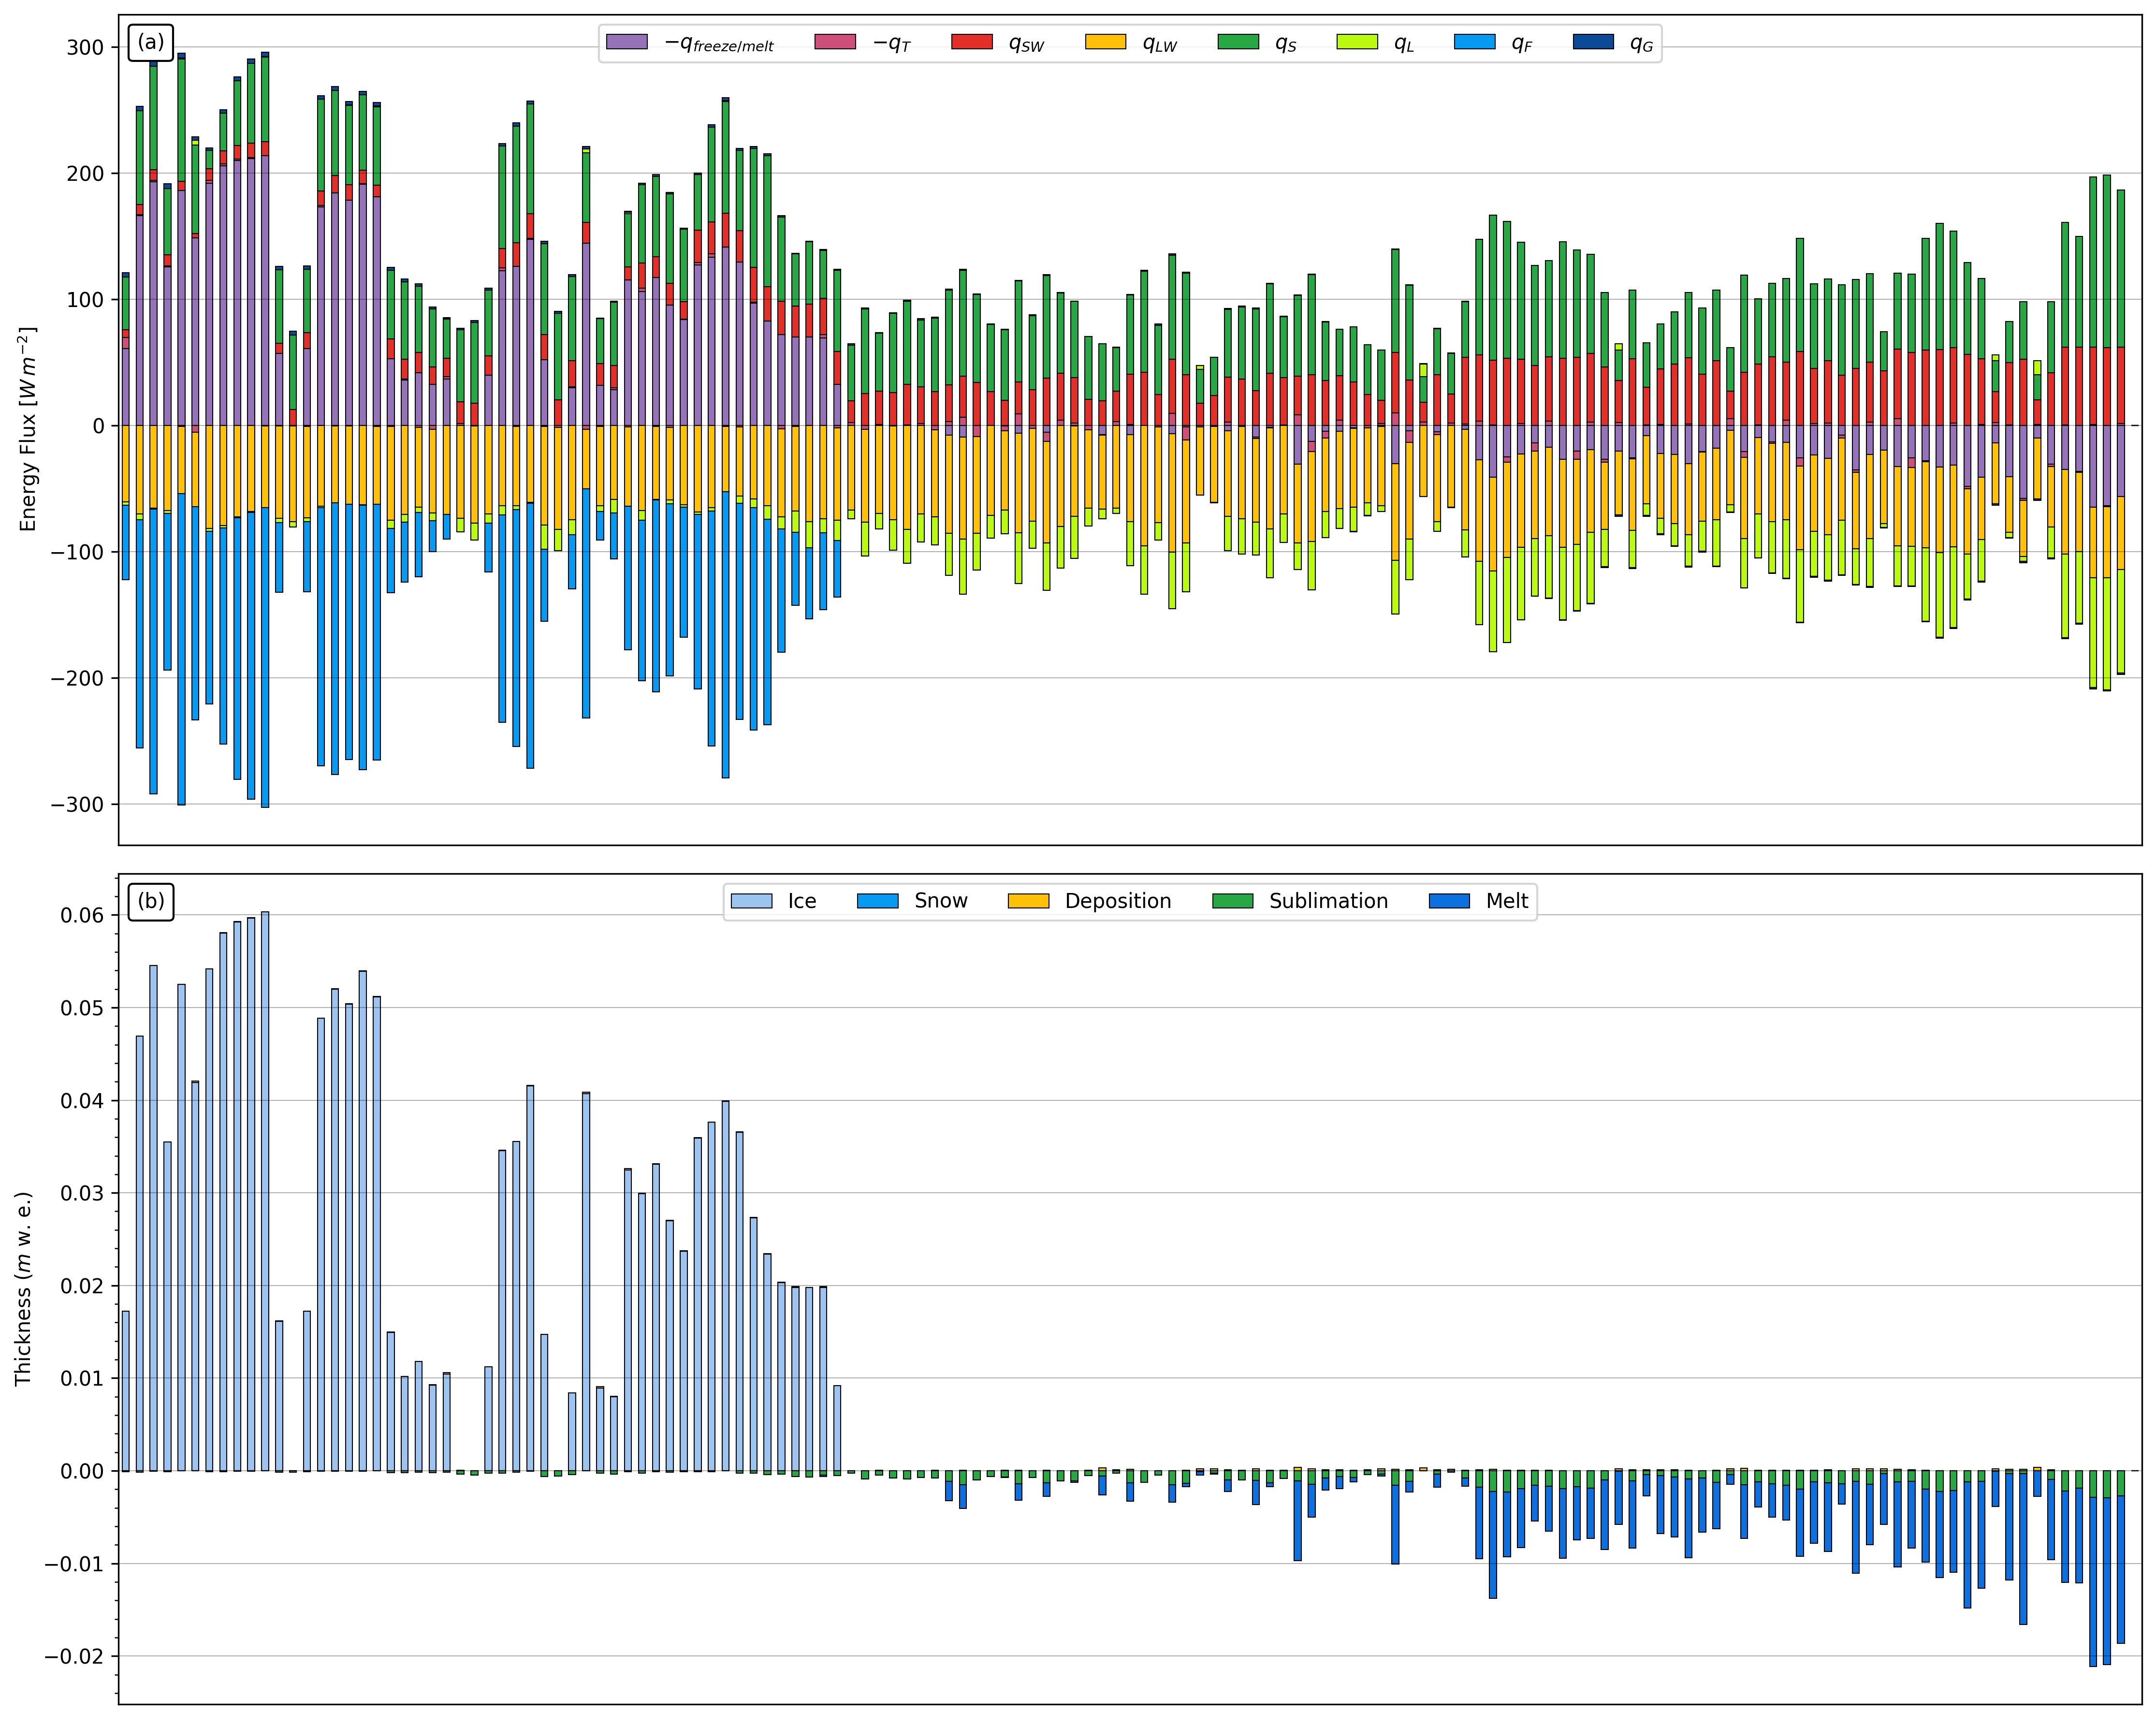 (a)
−q_freeze/melt −q_T q_SW q_LW q_S q_L q_F q_G
300
200
100
0
−100
−200
−300
Energy Flux [W m⁻²]
(b)
Ice Snow Deposition Sublimation Melt
0.06
0.05
0.04
0.03
0.02
0.01
0.00
−0.01
−0.02
Thickness (m w. e.)